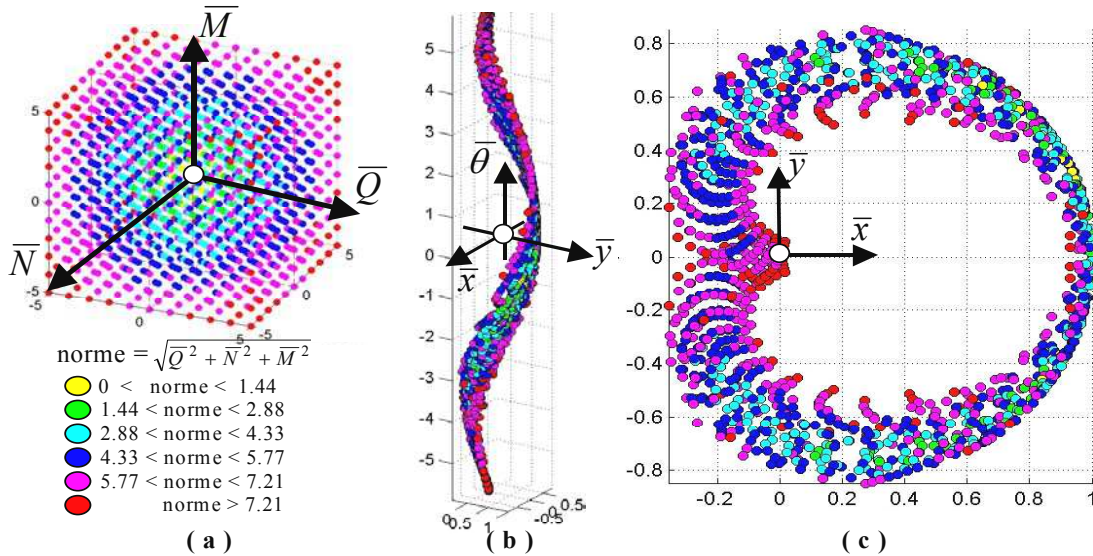 M̅
Q̅
N̅
5
0
-5
-5
0
5
-5
0
5
norme = √Q̅ ² + N̅ ² + M̅ ²
0 < norme < 1.44
1.44 < norme < 2.88
2.88 < norme < 4.33
4.33 < norme < 5.77
5.77 < norme < 7.21
norme > 7.21
( a )
5
4
3
2
1
0
-1
-2
-3
-4
-5
θ̅
x̅
y̅
0.5
1
0.5
( b )
0.8
0.6
0.4
0.2
0
-0.2
-0.4
-0.6
-0.8
y̅
x̅
-0.2 0 0.2 0.4 0.6 0.8 1
( c )